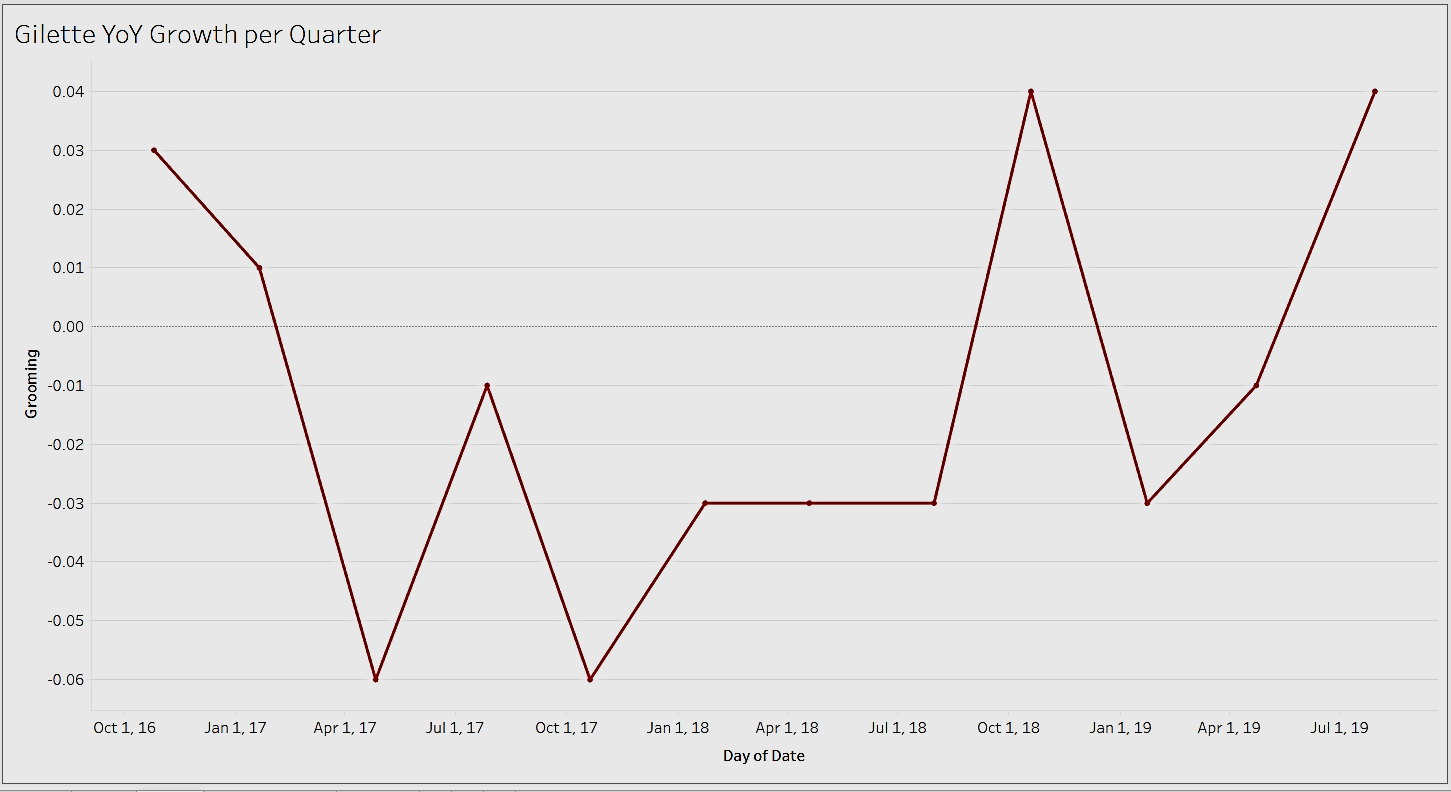 Gilette YoY Growth per Quarter
0.04
0.03
0.02
0.01
0.00
-0.01
-0.02
-0.03
-0.04
-0.05
-0.06
Grooming
Oct 1, 16 Jan 1, 17 Apr 1, 17 Jul 1, 17 Oct 1, 17 Jan 1, 18 Apr 1, 18 Jul 1, 18 Oct 1, 18 Jan 1, 19 Apr 1, 19 Jul 1, 19
Day of Date